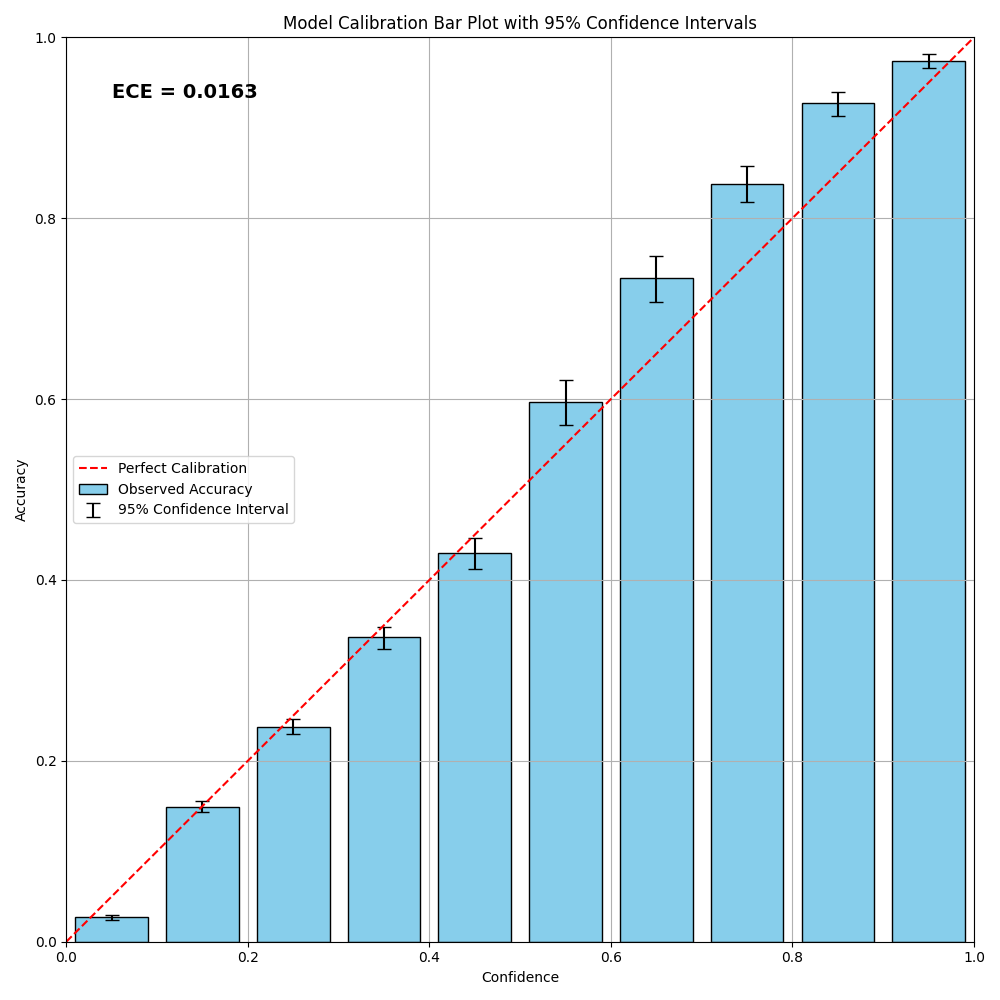 Model Calibration Bar Plot with 95% Confidence Intervals
1.0
ECE = 0.0163
0.8
0.6
Accuracy
Perfect Calibration
Observed Accuracy
95% Confidence Interval
0.4
0.2
0.0
0.0 0.2 0.4 0.6 0.8 1.0
Confidence